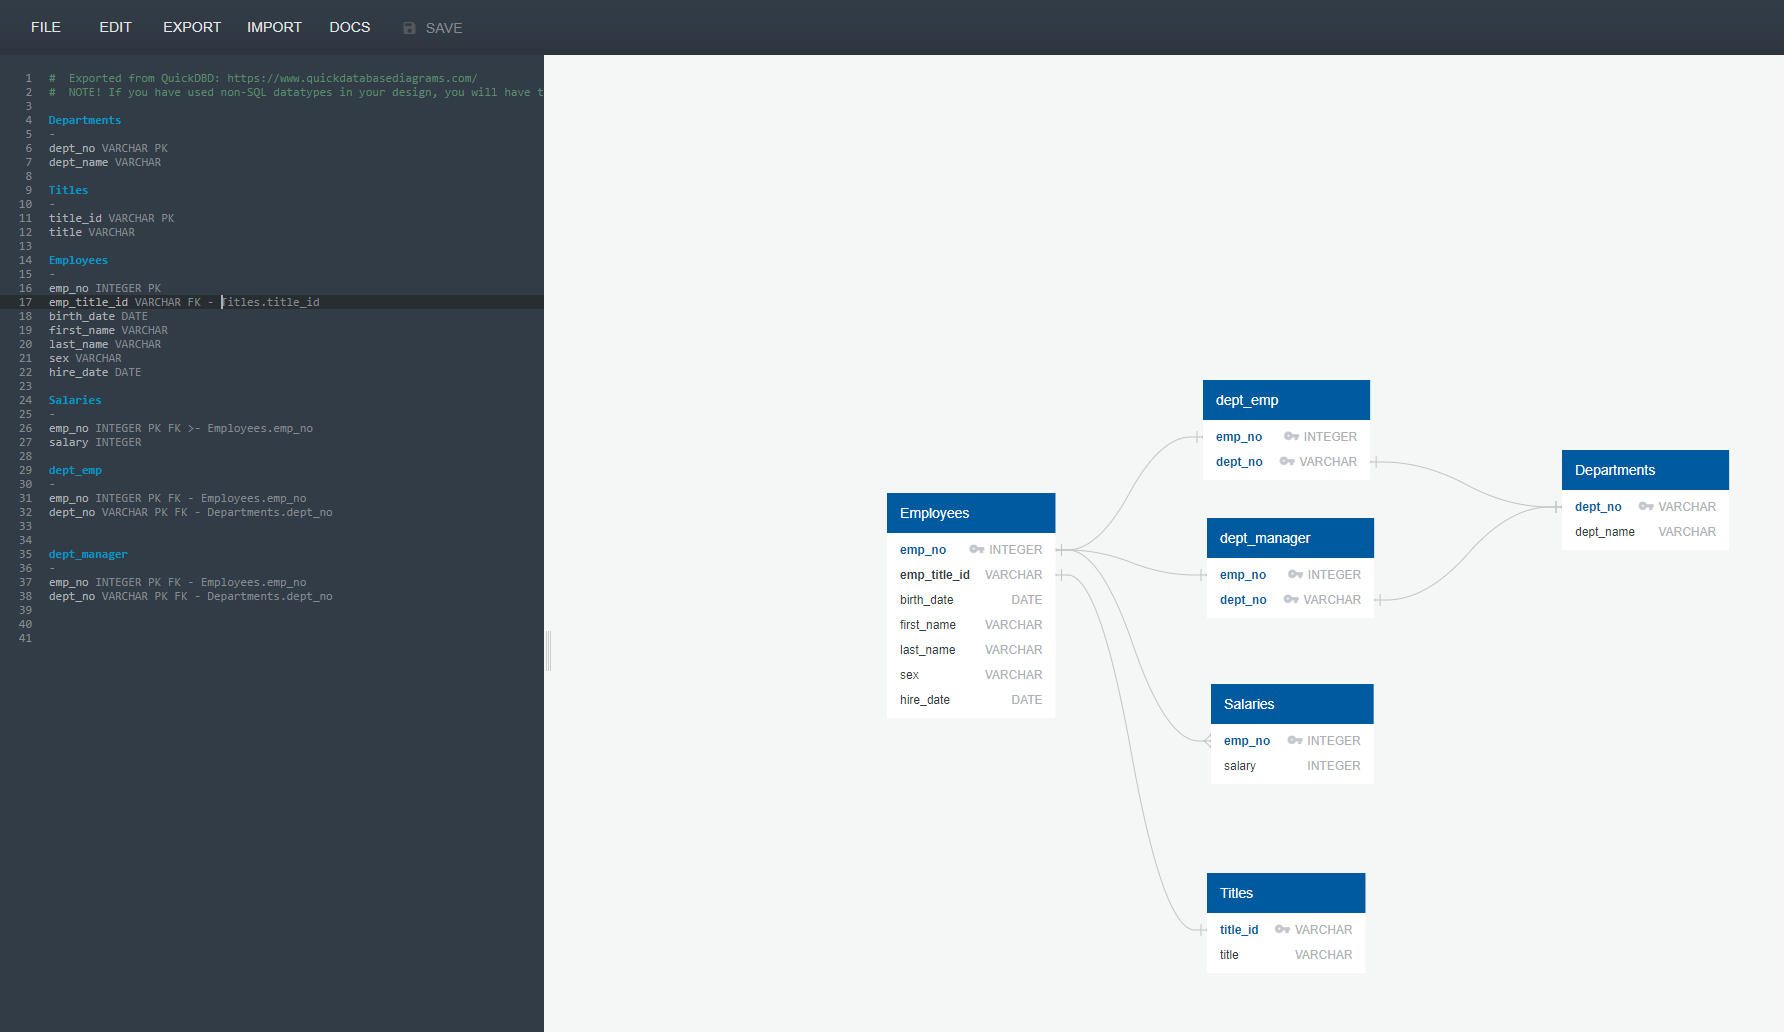 FILE EDIT EXPORT IMPORT DOCS SAVE
1 # Exported from QuickDBD: https://www.quickdatabasediagrams.com/
2 # NOTE! If you have used non-SQL datatypes in your design, you will have t
3
4 Departments
5 -
6 dept_no VARCHAR PK
7 dept_name VARCHAR
8
9 Titles
10 -
11 title_id VARCHAR PK
12 title VARCHAR
13
14 Employees
15 -
16 emp_no INTEGER PK
17 emp_title_id VARCHAR FK - Titles.title_id
18 birth_date DATE
19 first_name VARCHAR
20 last_name VARCHAR
21 sex VARCHAR
22 hire_date DATE
23
24 Salaries
25 -
26 emp_no INTEGER PK FK >- Employees.emp_no
27 salary INTEGER
28
29 dept_emp
30 -
31 emp_no INTEGER PK FK - Employees.emp_no
32 dept_no VARCHAR PK FK - Departments.dept_no
33
34
35 dept_manager
36 -
37 emp_no INTEGER PK FK - Employees.emp_no
38 dept_no VARCHAR PK FK - Departments.dept_no
39
40
41
Employees
emp_no INTEGER
emp_title_id VARCHAR
birth_date DATE
first_name VARCHAR
last_name VARCHAR
sex VARCHAR
hire_date DATE
dept_emp
emp_no INTEGER
dept_no VARCHAR
dept_manager
emp_no INTEGER
dept_no VARCHAR
Salaries
emp_no INTEGER
salary INTEGER
Titles
title_id VARCHAR
title VARCHAR
Departments
dept_no VARCHAR
dept_name VARCHAR